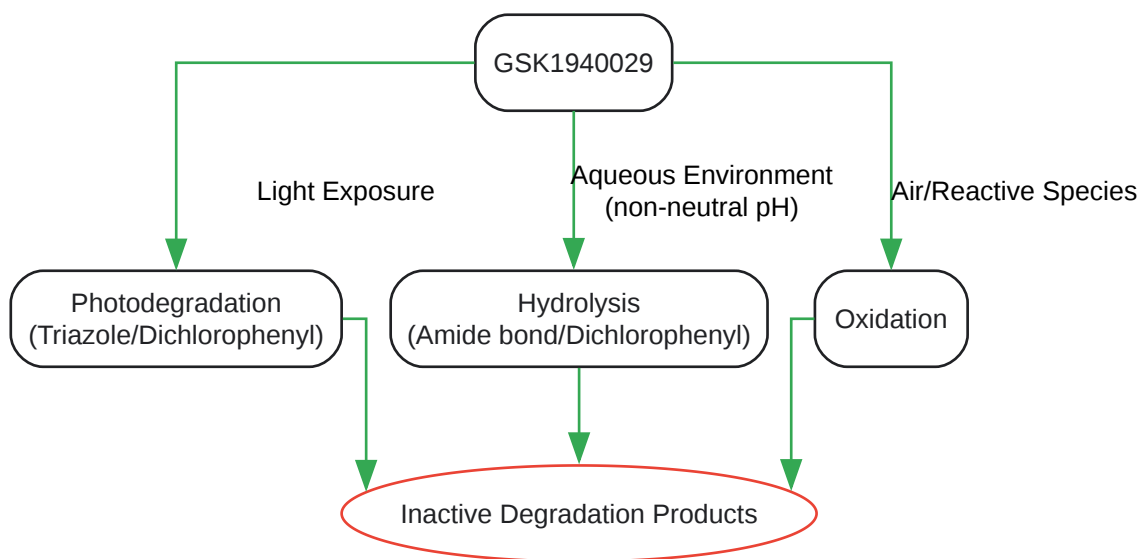 GSK1940029
Light Exposure
Aqueous Environment
(non-neutral pH)
Air/Reactive Species
Photodegradation
(Triazole/Dichlorophenyl)
Hydrolysis
(Amide bond/Dichlorophenyl)
Oxidation
Inactive Degradation Products